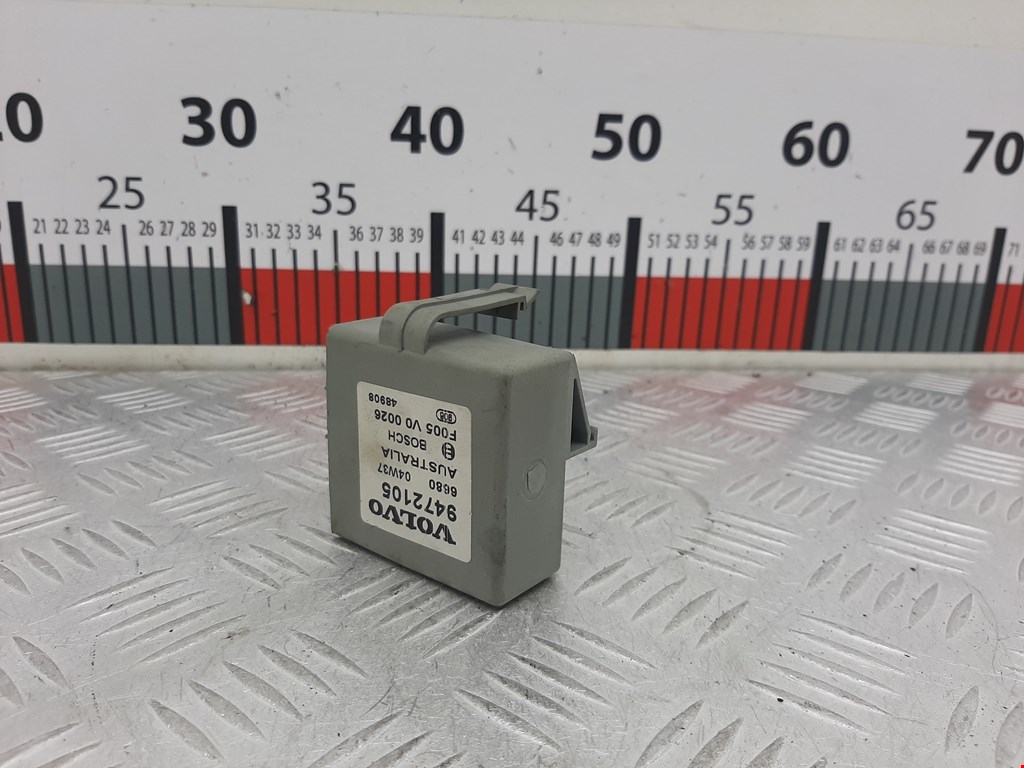 30 40 50 60 70
25 35 45 55 65
21 22 23 24 26 27 28 29 31 32 33 34 36 37 38 39 41 42 43 44 46 47 48 49 51 52 53 54 56 57 58 59 61 62 63 64 66 67 68 69 71
VOLVO
9472105
6680 04W37
AUSTRALIA
BOSCH
F005 V0 0026
48908